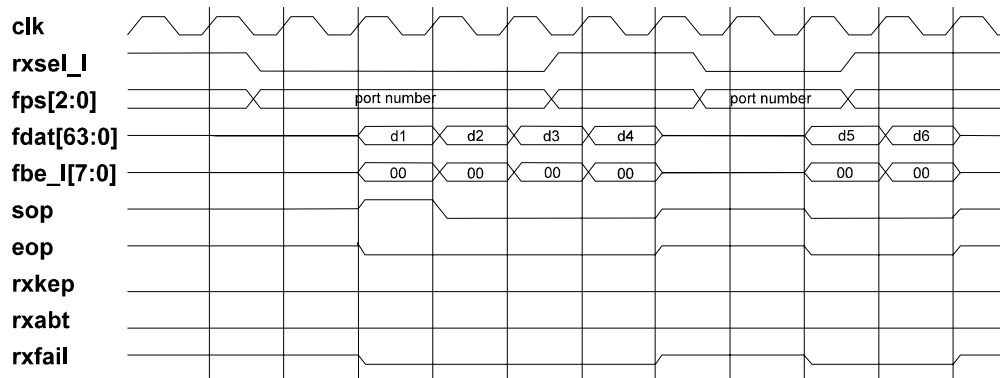 clk
rxsel_l
fps[2:0] port number port number
fdat[63:0] d1 d2 d3 d4 d5 d6
fbe_l[7:0] 00 00 00 00 00 00
sop
eop
rxkep
rxabt
rxfail